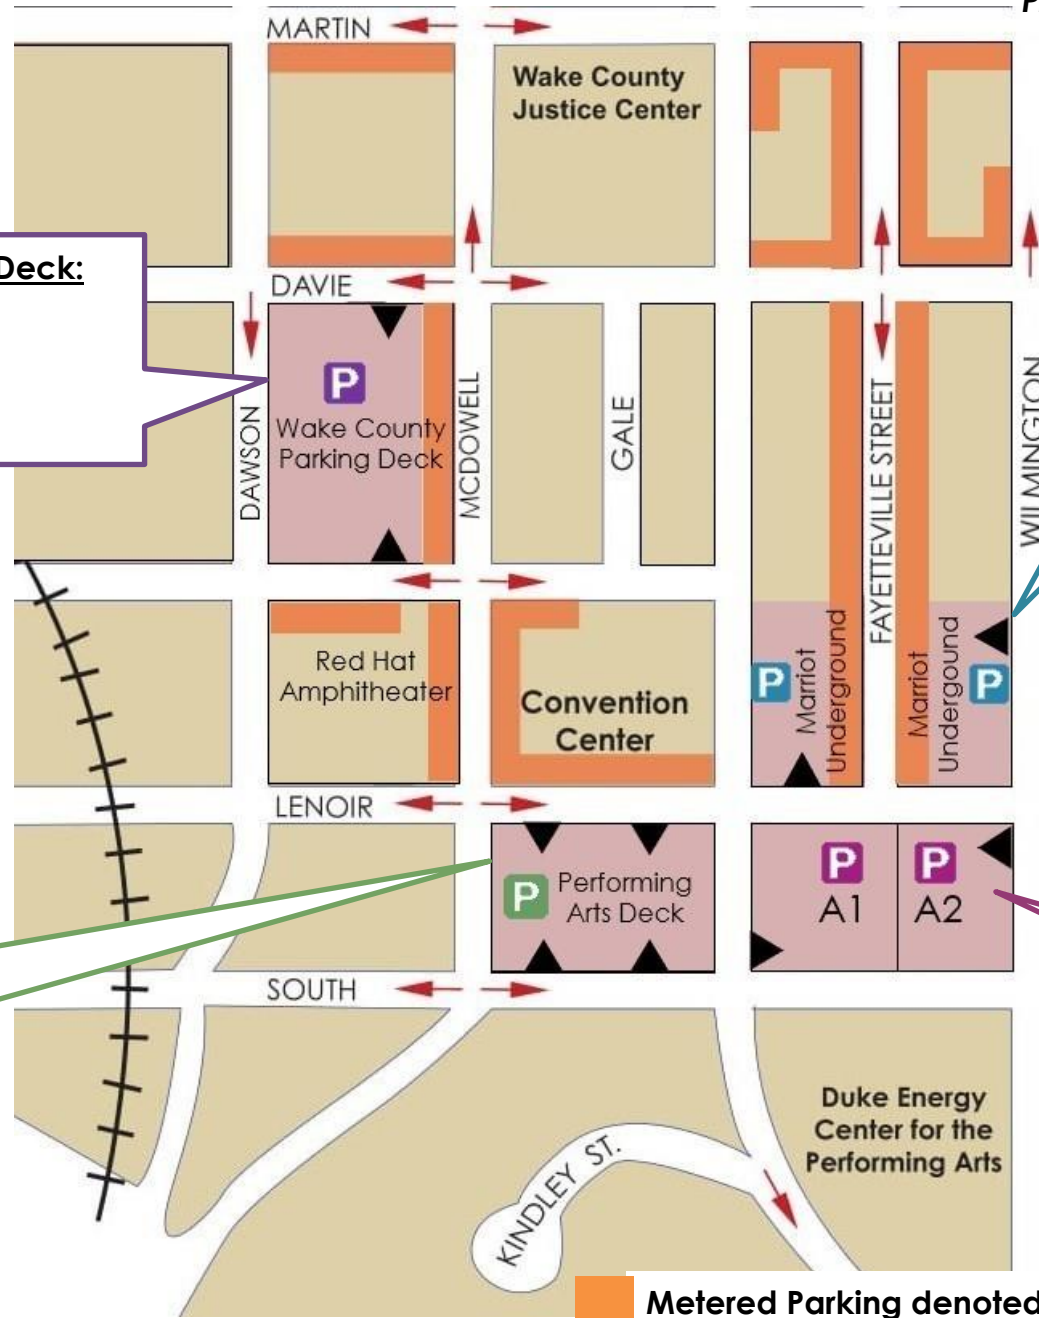 P
MARTIN
Wake County
Justice Center
Deck:
DAVIE
P
Wake County
Parking Deck
DAWSON
MCDOWELL
GALE
FAYETTEVILLE STREET
WILMINGTON
Red Hat
Amphitheater
Convention
Center
P
Marriot
Underground
Marriot
Undergound
P
LENOIR
P
Performing
Arts Deck
P
A1
P
A2
SOUTH
Duke Energy
Center for the
Performing Arts
KINDLEY ST.
Metered Parking denoted